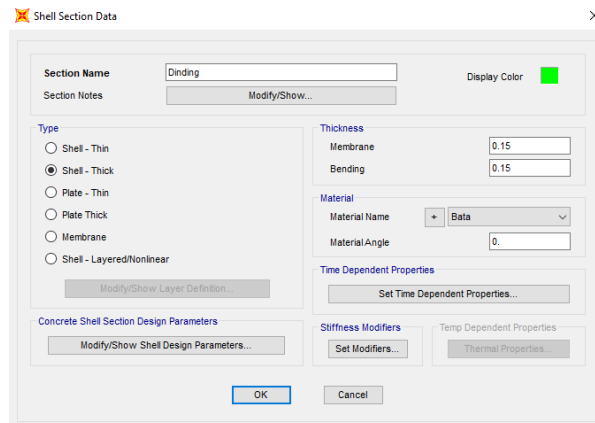 Shell Section Data
Section Name
Dinding
Display Color
Section Notes
Modify/Show...
Type
Shell - Thin
Shell - Thick
Plate - Thin
Plate Thick
Membrane
Shell - Layered/Nonlinear
Modify/Show Layer Definition...
Concrete Shell Section Design Parameters
Modify/Show Shell Design Parameters...
Thickness
Membrane
0.15
Bending
0.15
Material
Material Name
+
Bata
Material Angle
0.
Time Dependent Properties
Set Time Dependent Properties...
Stiffness Modifiers
Set Modifiers...
Temp Dependent Properties
Thermal Properties...
OK
Cancel